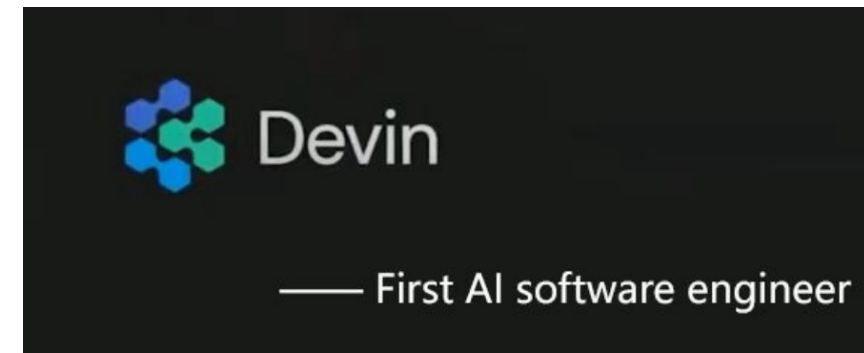 Devin
—— First AI software engineer